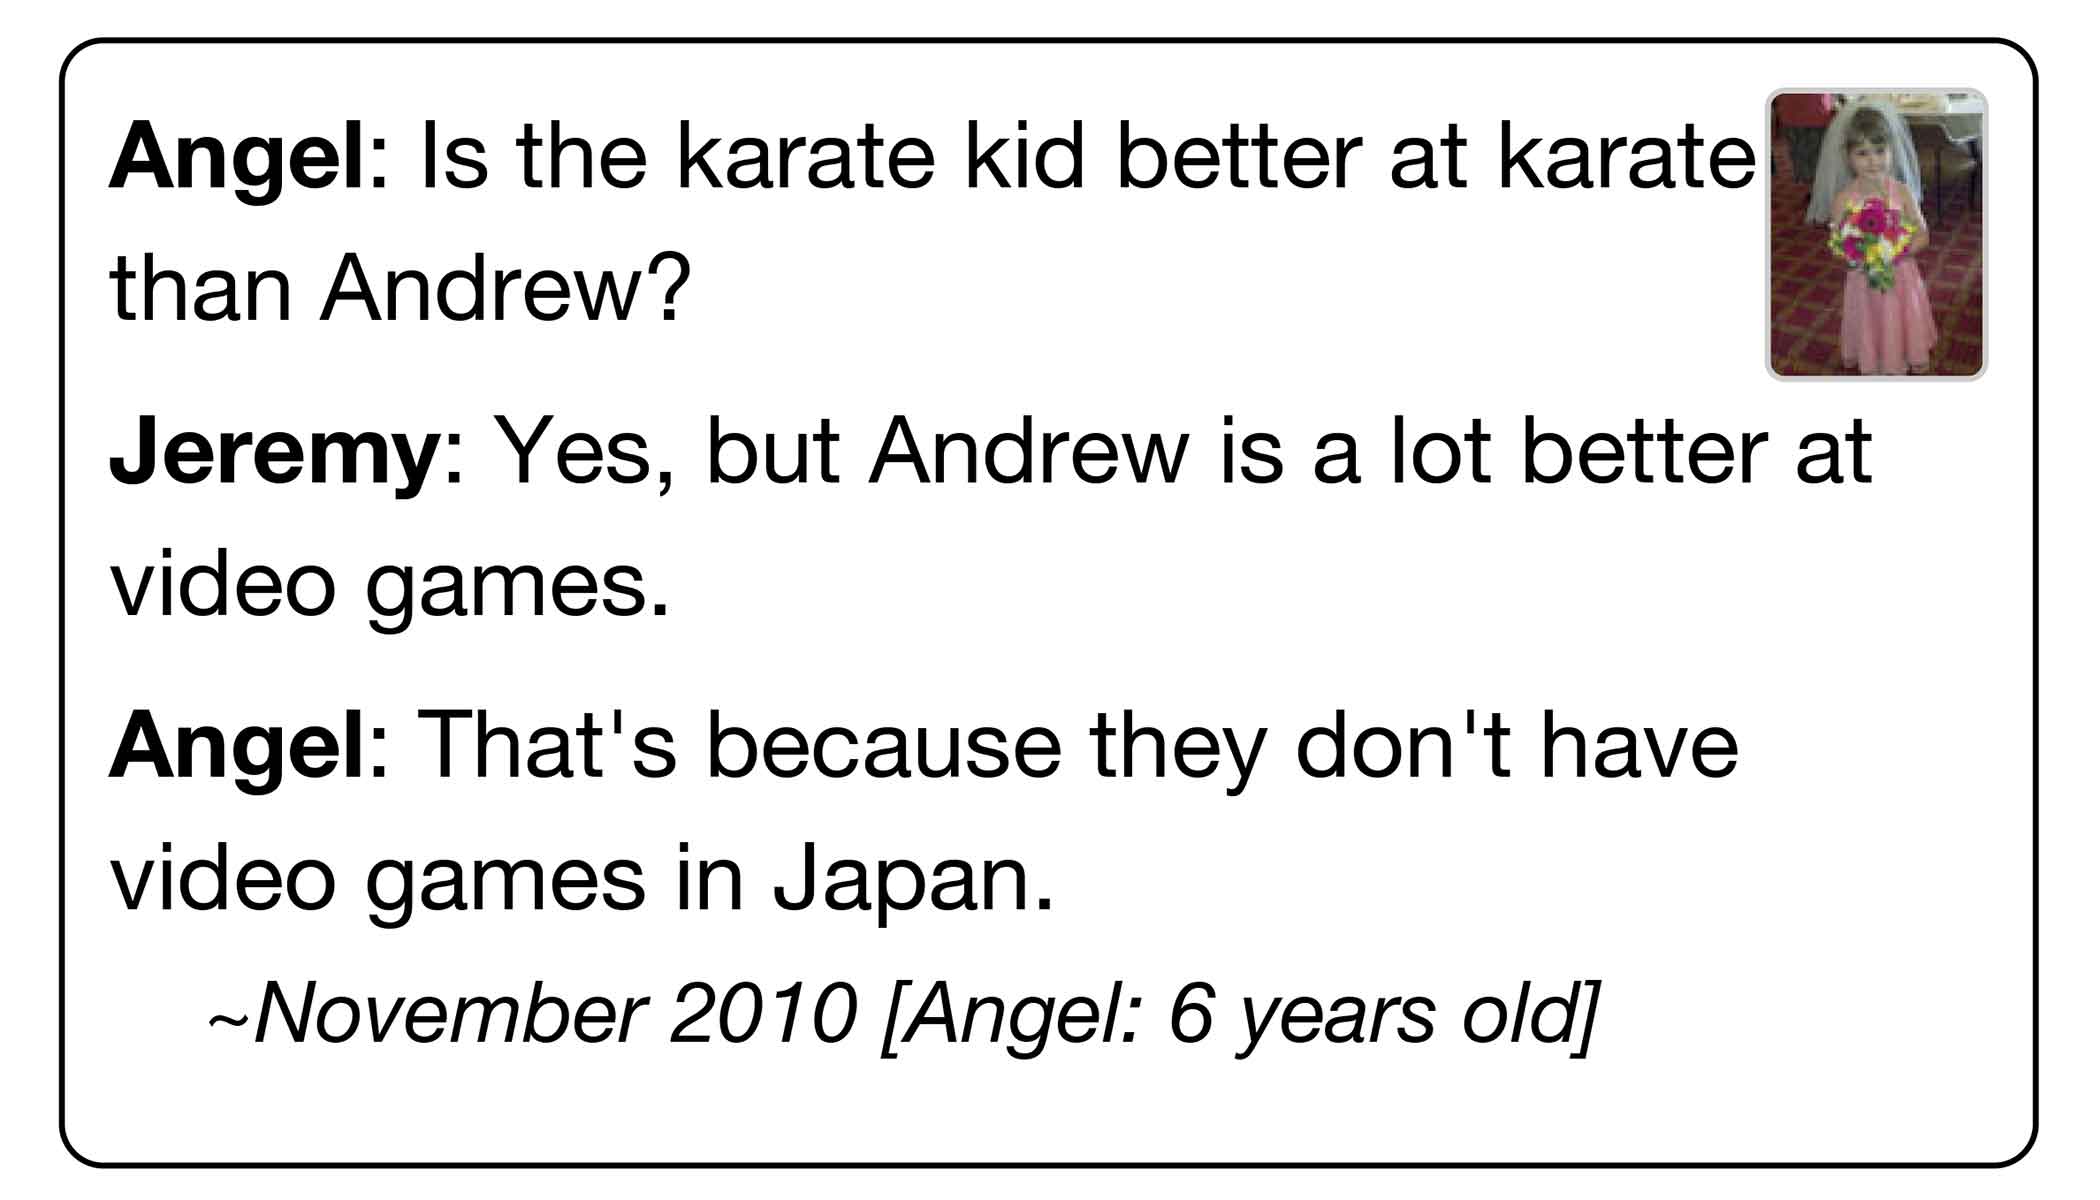 Angel: Is the karate kid better at karate
than Andrew?
Jeremy: Yes, but Andrew is a lot better at
video games.
Angel: That's because they don't have
video games in Japan.
~November 2010 [Angel: 6 years old]